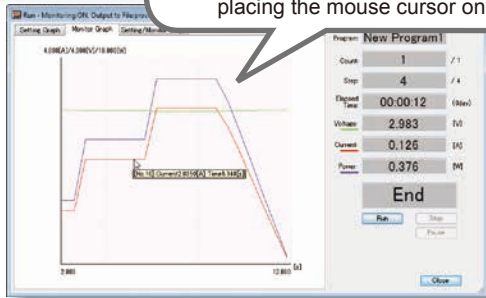 placing the mouse cursor on
Run - Monitoring ON, Output to File
Setting Graph Monitor Graph Setting/Monitor
4.000[A]/4.000[V]/10.000[W]
2.000
12.000
[s]
Program New Program1
Count 1 / 1
Step 4 / 4
Elapsed Time 00:00:12
Voltage 2.983 [V]
Current 0.126 [A]
Power 0.376 [W]
End
Run Stop
Pause
Close